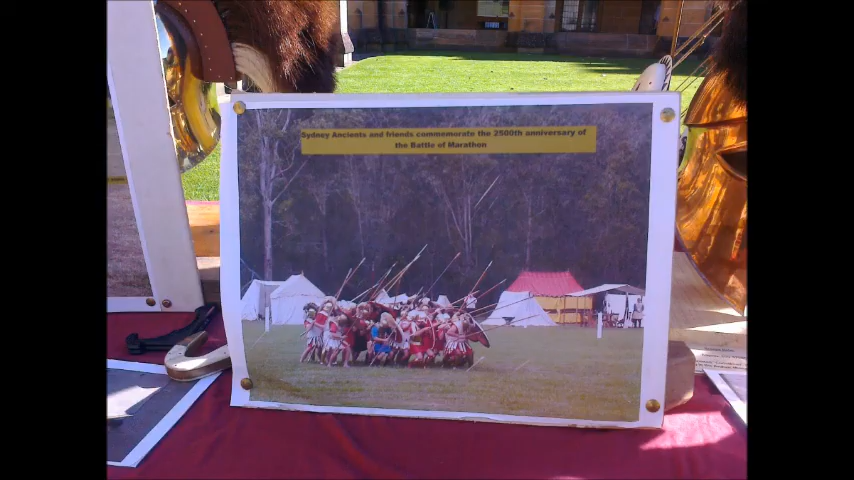 Sydney Ancients and friends commemorate the 2500th anniversary of
the Battle of Marathon